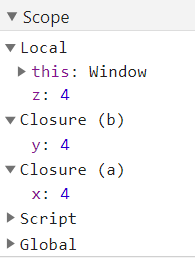 Scope
Local
this: Window
z: 4
Closure (b)
y: 4
Closure (a)
x: 4
Script
Global